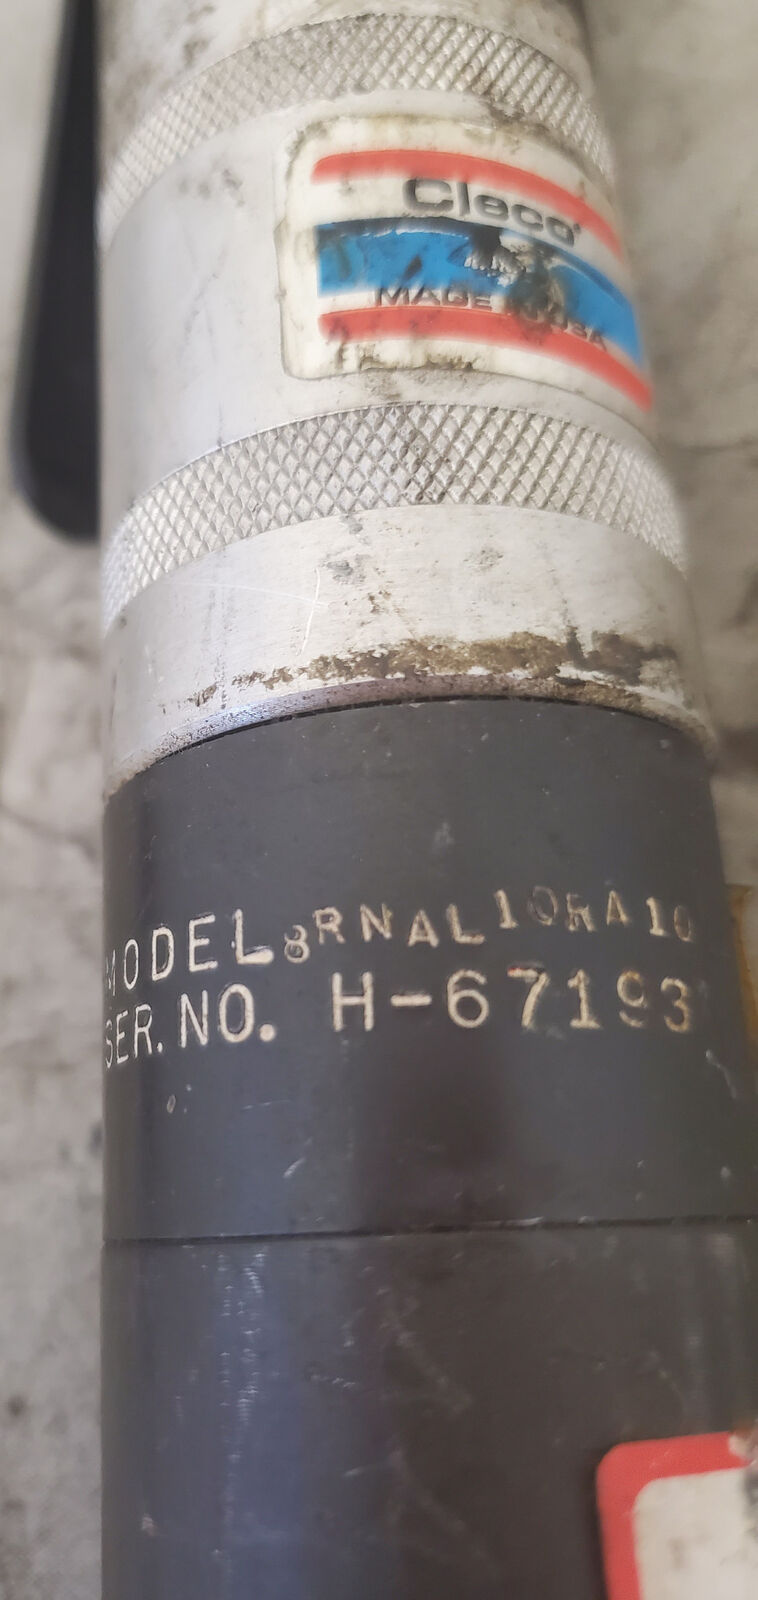 Cleco
MADE IN USA
MODEL 8RNAL10RA10
SER. NO. H-67193